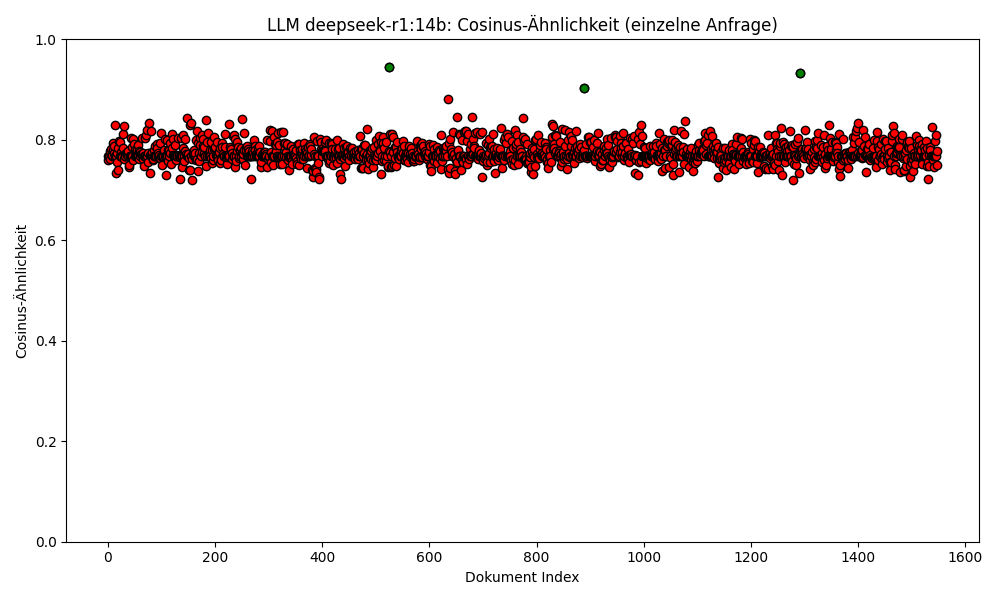 LLM deepseek-r1:14b: Cosinus-Ähnlichkeit (einzelne Anfrage)
1.0
0.8
0.6
0.4
0.2
0.0
Cosinus-Ähnlichkeit
0 200 400 600 800 1000 1200 1400 1600
Dokument Index